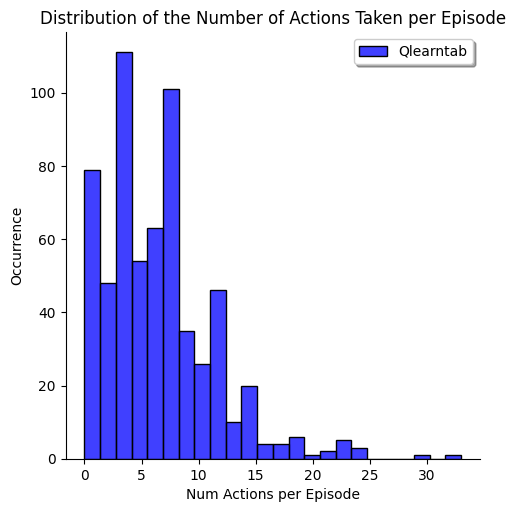 Distribution of the Number of Actions Taken per Episode
Qlearntab
Occurrence
100
80
60
40
20
0
0 5 10 15 20 25 30
Num Actions per Episode